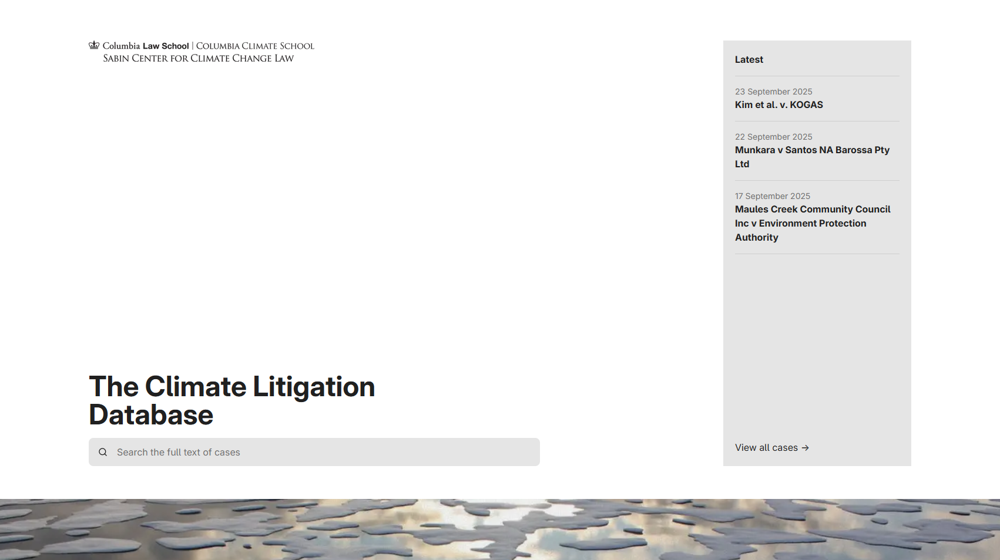 Columbia Law School | COLUMBIA CLIMATE SCHOOL
SABIN CENTER FOR CLIMATE CHANGE LAW
The Climate Litigation
Database
Search the full text of cases
Latest
23 September 2025
Kim et al. v. KOGAS
22 September 2025
Munkara v Santos NA Barossa Pty
Ltd
17 September 2025
Maules Creek Community Council
Inc v Environment Protection
Authority
View all cases →